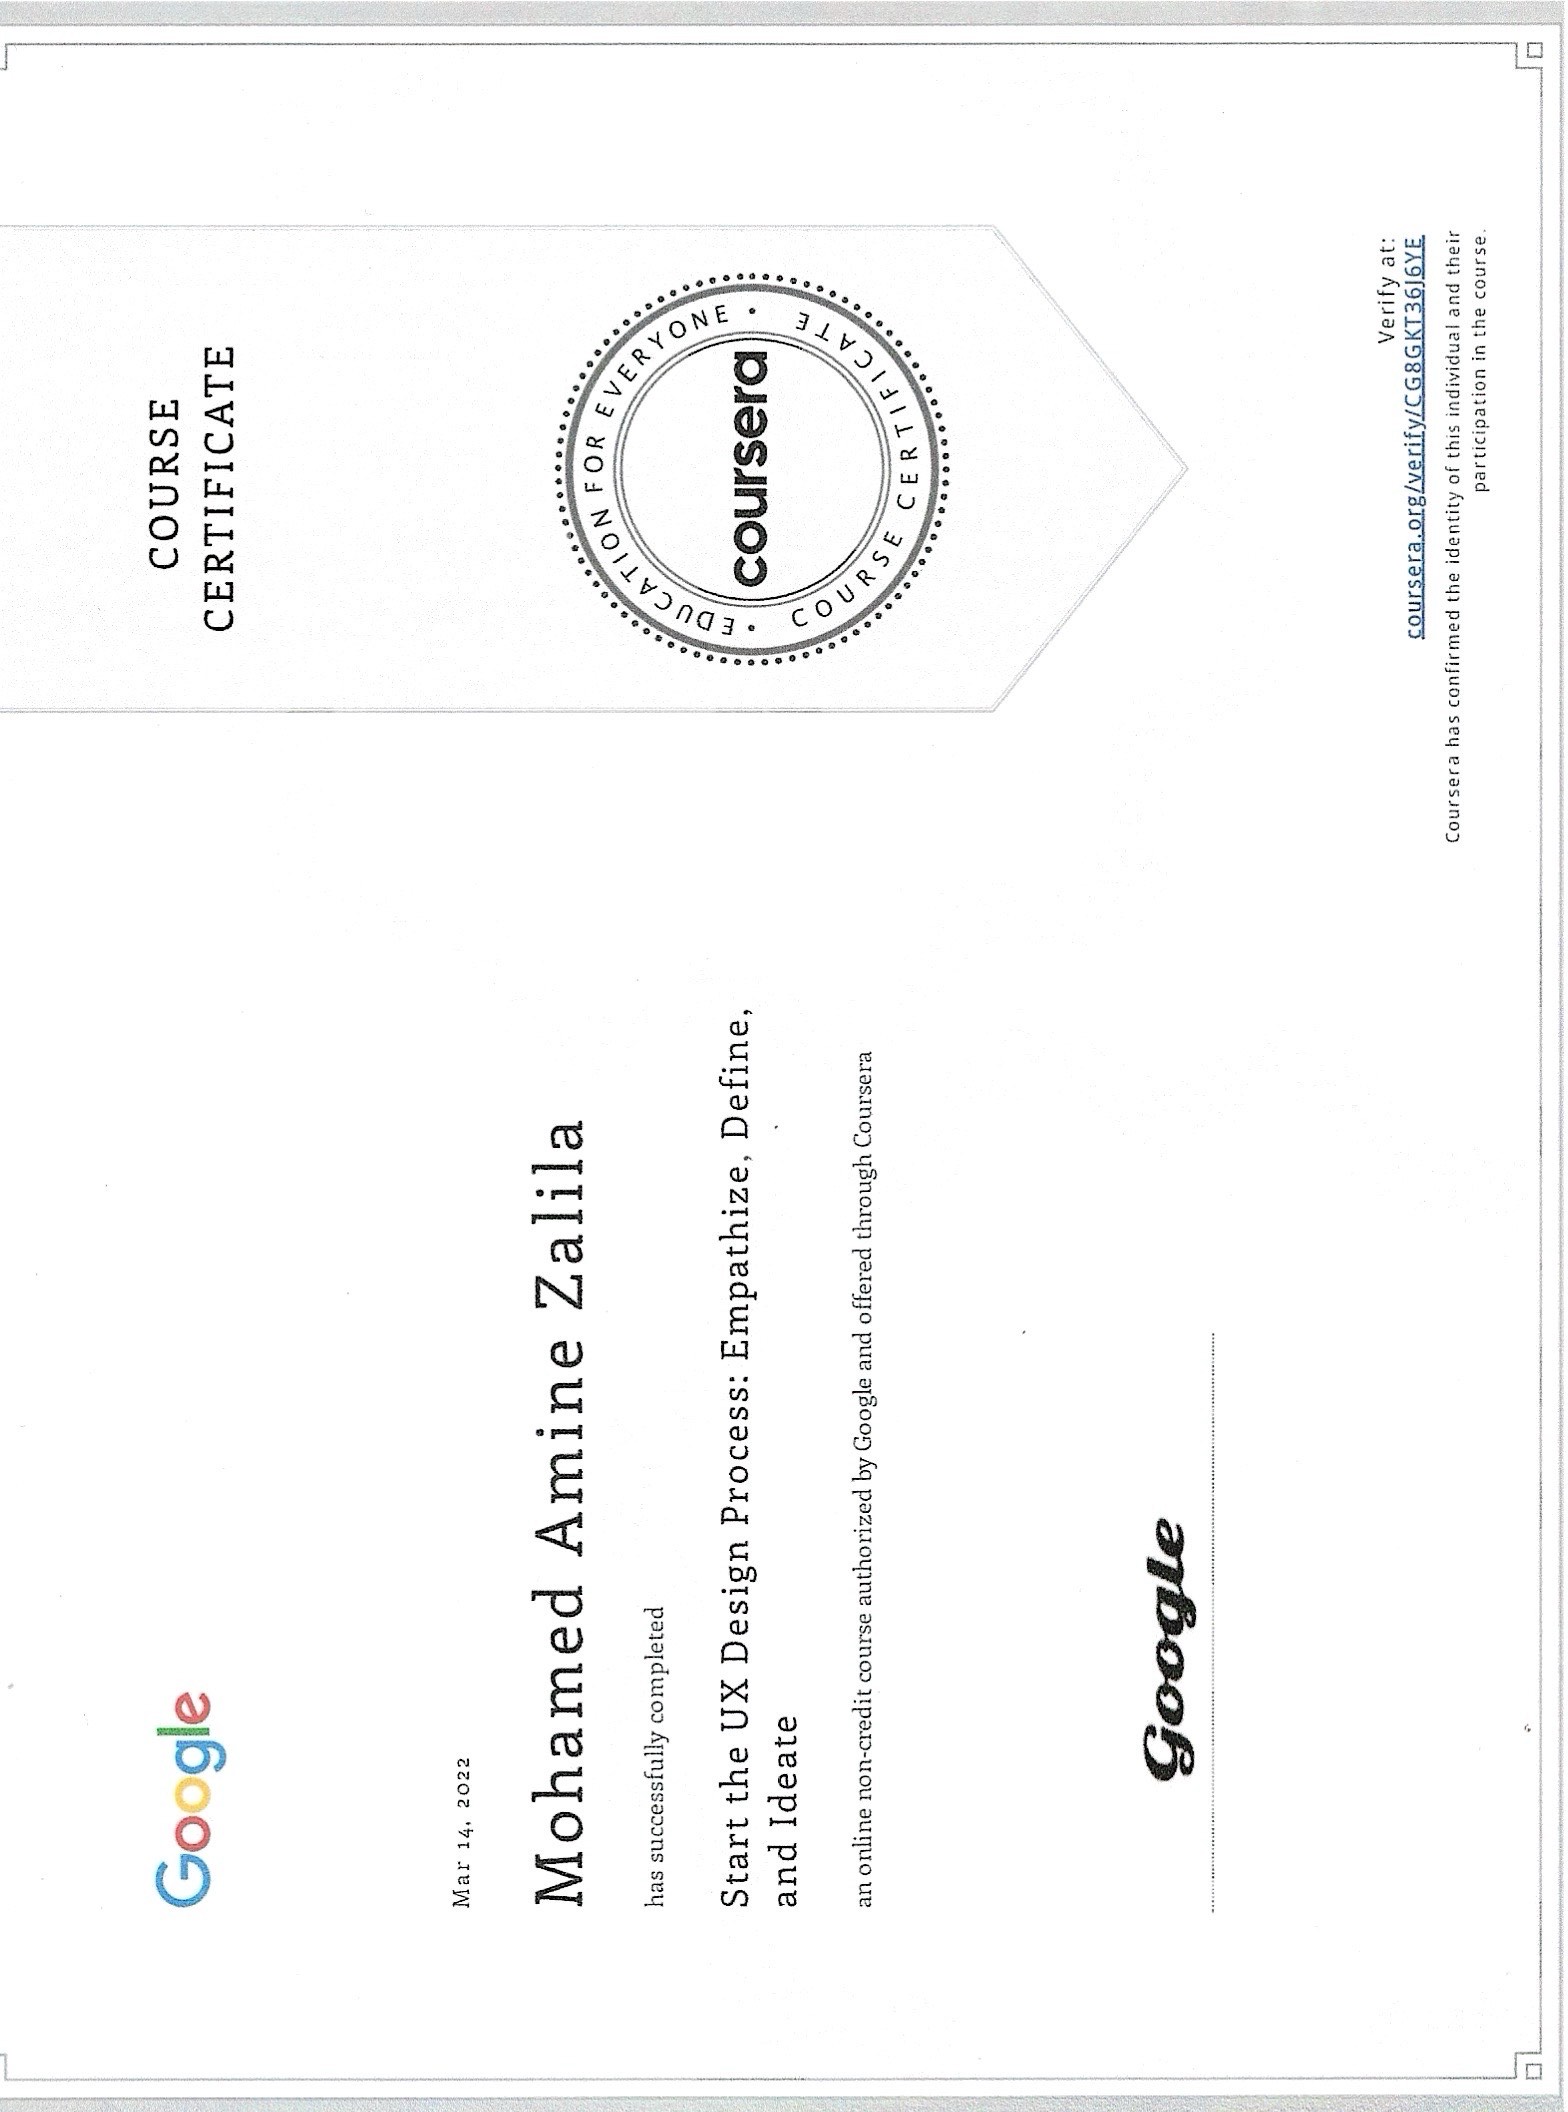 Google
COURSE
CERTIFICATE
Mar 14, 2022
Mohamed Amine Zalila
has successfully completed
Start the UX Design Process: Empathize, Define,
and Ideate
an online non-credit course authorized by Google and offered through Coursera
EDUCATION FOR EVERYONE
coursera
COURSE CERTIFICATE
Google
Verify at:
coursera.org/verify/CG8GKT36J6YE
Coursera has confirmed the identity of this individual and their
participation in the course.